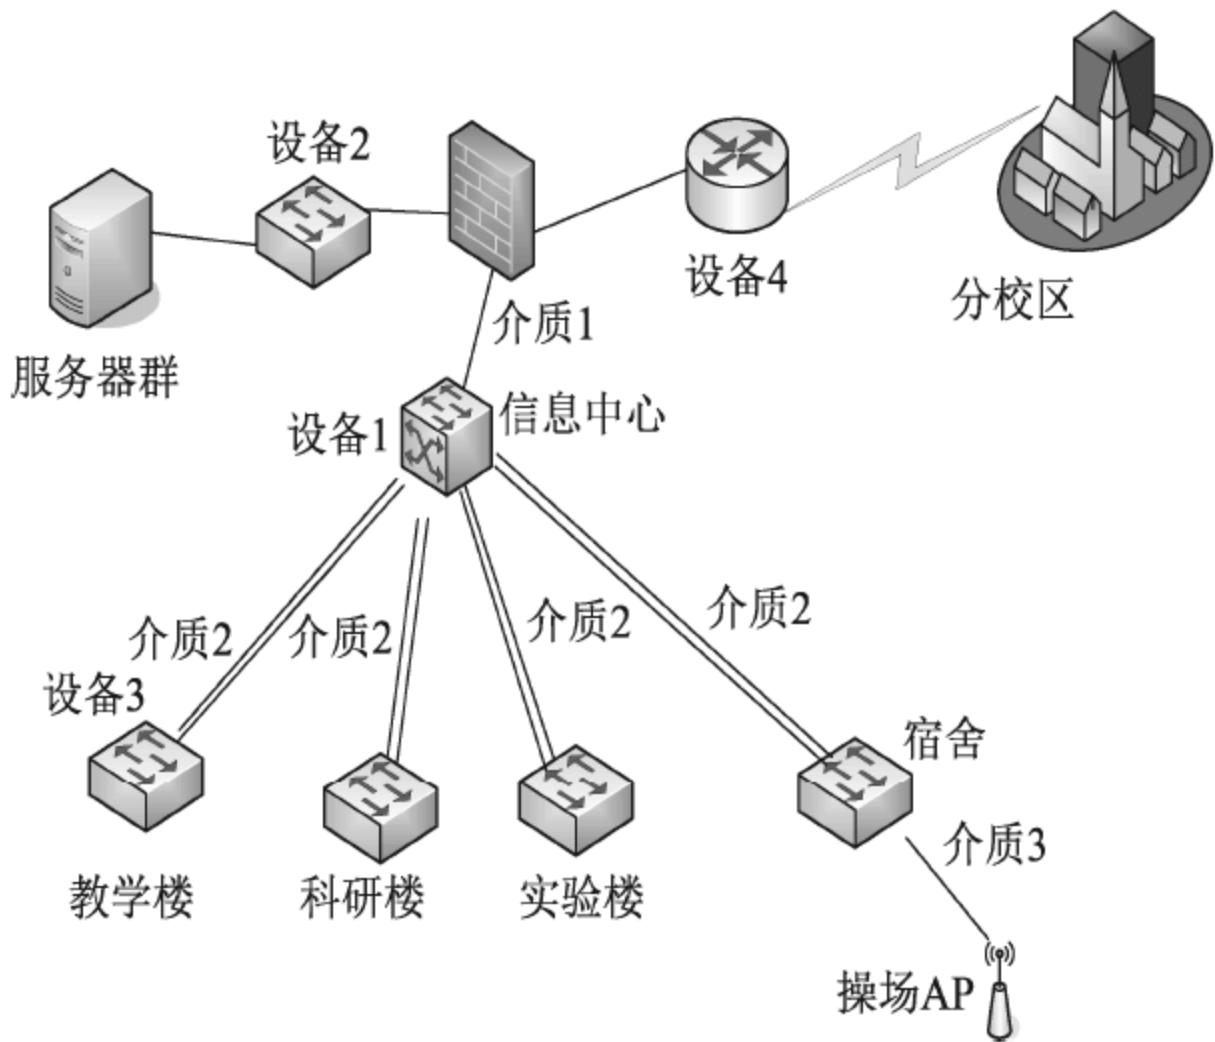 设备2
设备4
分校区
服务器群
介质1
设备1
信息中心
介质2
介质2
介质2
介质2
设备3
宿舍
介质3
教学楼
科研楼
实验楼
操场AP